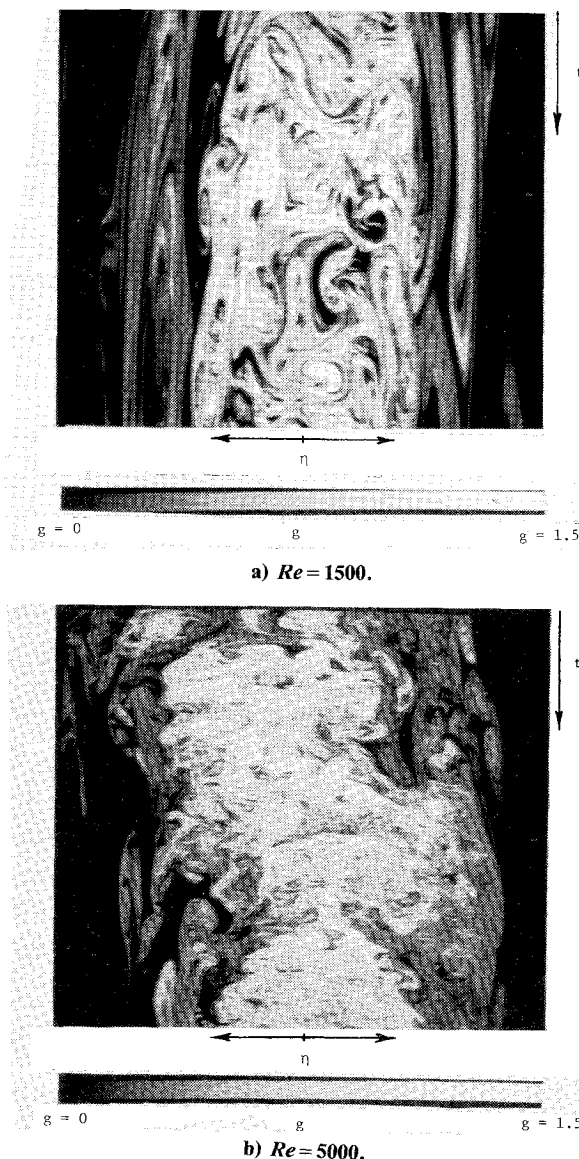 t
η
g = 0 g g = 1.5
a) Re = 1500.
t
η
g = 0 g g = 1.5
b) Re = 5000.